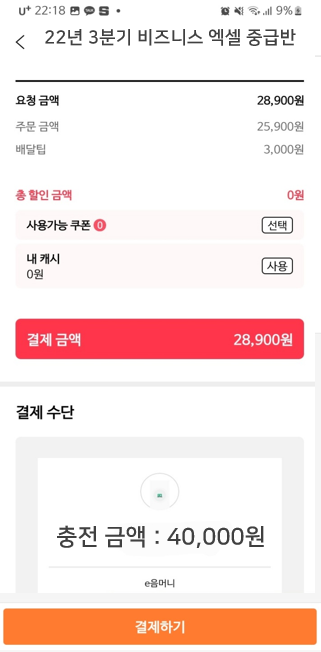 U+ 22:18 9%
22년 3분기 비즈니스 엑셀 중급반
요청 금액 28,900원
주문 금액 25,900원
배달팁 3,000원
총 할인 금액 0원
사용가능 쿠폰 0 선택
내 캐시
0원 사용
결제 금액 28,900원
결제 수단
충전 금액 : 40,000원
e음머니
결제하기